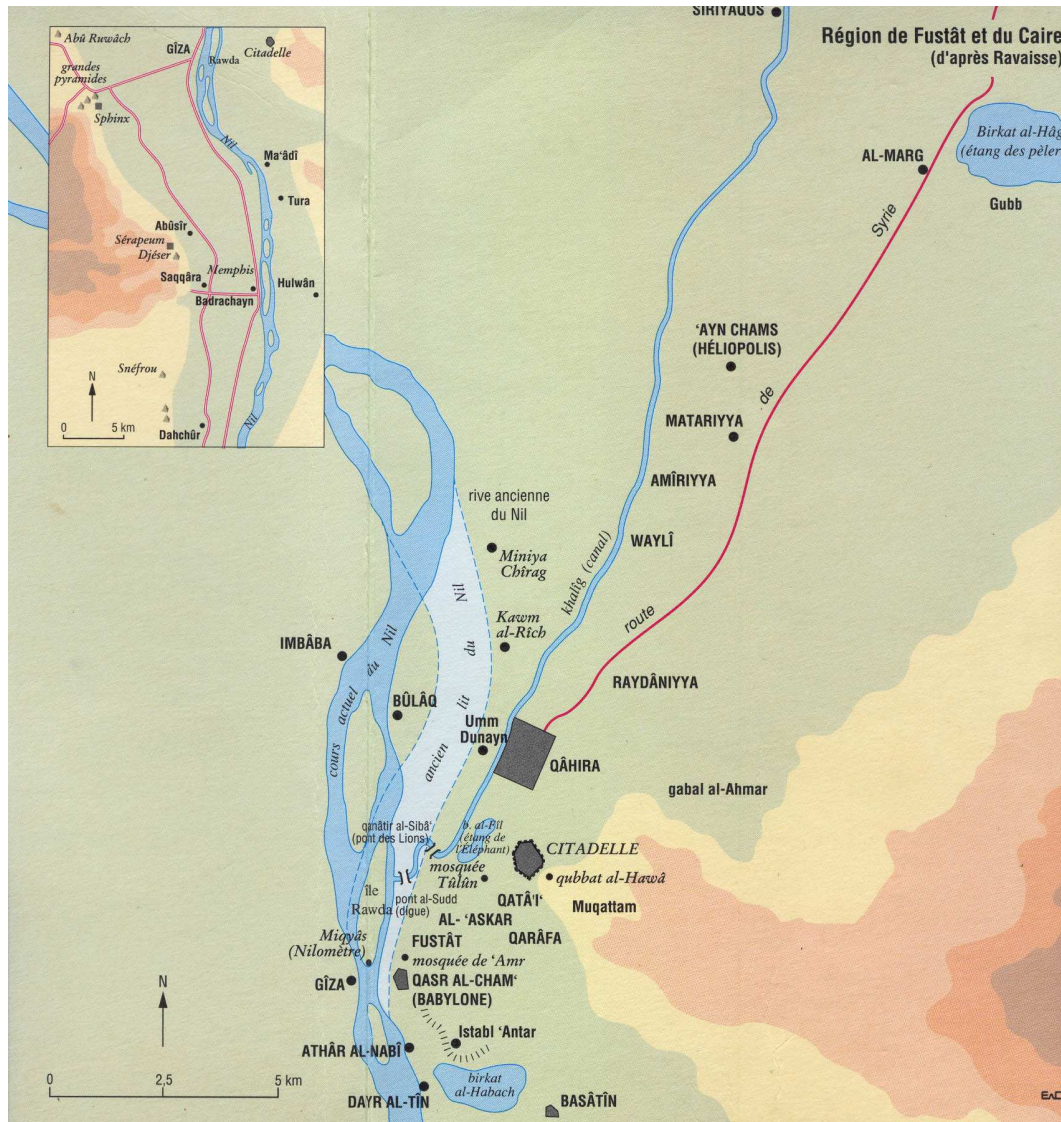 SIRIYAQUS
Région de Fustât et du Caire
(d'après Ravaisse)
Abû Ruwâch
GÎZA
Rawda
Citadelle
grandes
pyramides
Sphinx
Nil
Ma'âdî
Tura
Abûsîr
Sérapeum
Djéser
Memphis
Saqqâra
Hulwân
Badrachayn
Snéfrou
N
0 5 km
Nil
Dahchûr
Birkat al-Hâg
(étang des pèler
AL-MARG
Gubb
Syrie
de
route
'AYN CHAMS
(HÉLIOPOLIS)
MATARIYYA
AMÎRIYYA
WAYLÎ
khalîg (canal)
rive ancienne
du Nil
Miniya
Chîrag
Kawm
al-Rîch
ancien lit du Nil
cours actuel du Nil
IMBÂBA
BÛLÂQ
RAYDÂNIYYA
Umm
Dunayn
QÂHIRA
gabal al-Ahmar
qanâtir al-Sibâ'
(pont des Lions)
b. al-Fîl
(étang de
l'Éléphant)
CITADELLE
mosquée
Tûlûn
qubbat al-Hawâ
île
Rawda
pont al-Sudd
(digue)
QATÂ'I'
Muqattam
AL- 'ASKAR
QARÂFA
Miqyâs
(Nilomètre)
FUSTÂT
mosquée de 'Amr
GÎZA
QASR AL-CHAM'
(BABYLONE)
N
Istabl 'Antar
ATHÂR AL-NABÎ
0 2,5 5 km
birkat
al-Habach
DAYR AL-TÎN
BASÂTÎN